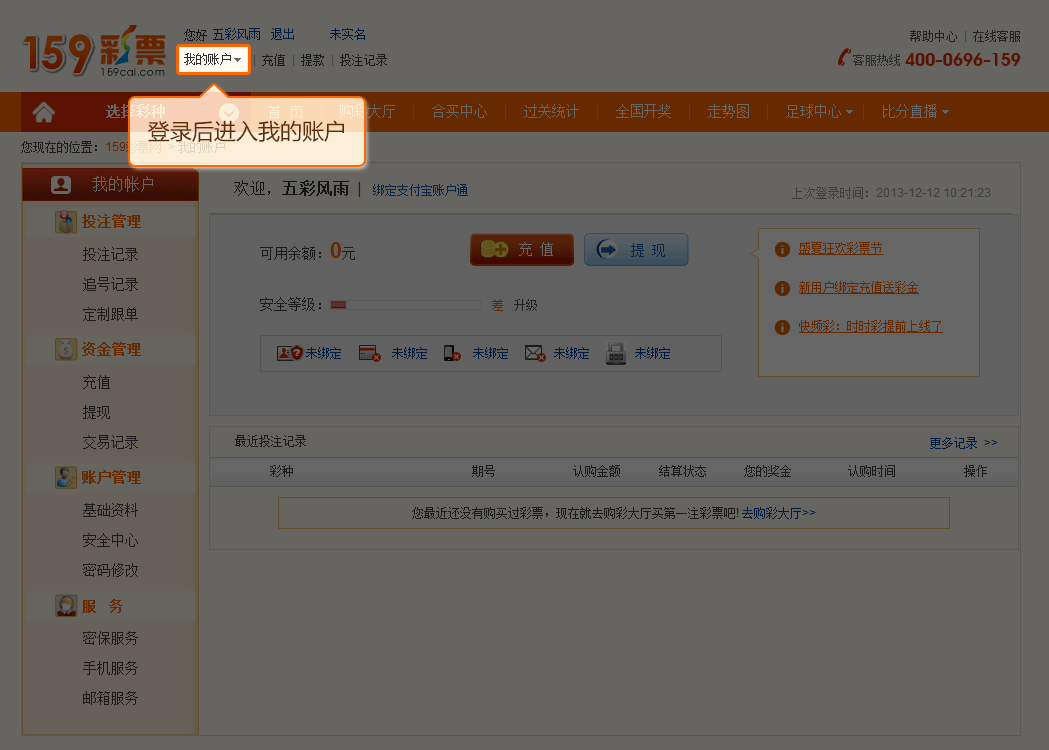 159彩票
159cai.com
您好 五彩风雨 退出 未实名
我的账户 | 充值 | 提款 | 投注记录
帮助中心 | 在线客服
客服热线 400-0696-159
选择彩种 首 页 购彩大厅 合买中心 过关统计 全国开奖 走势图 足球中心 比分直播
登录后进入我的账户
您现在的位置：159彩票网 > 我的账户
我的帐户
投注管理
投注记录
追号记录
定制跟单
资金管理
充值
提现
交易记录
账户管理
基础资料
安全中心
密码修改
服 务
密保服务
手机服务
邮箱服务
欢迎，五彩风雨 | 绑定支付宝账户通
上次登录时间：2013-12-12 10:21:23
可用余额：0元 充 值 提 现
安全等级： 差 升级
未绑定 未绑定 未绑定 未绑定 未绑定
盛夏狂欢彩票节
新用户绑定充值送彩金
快频彩：时时彩提前上线了
最近投注记录 更多记录 >>
彩种 期号 认购金额 结算状态 您的奖金 认购时间 操作
您最近还没有购买过彩票，现在就去购彩大厅买第一注彩票吧! 去购彩大厅>>